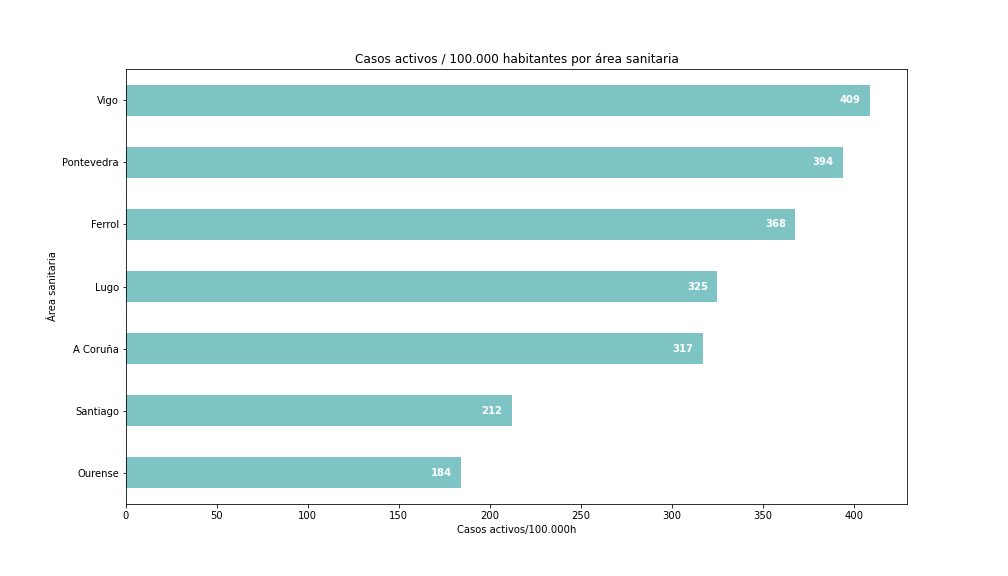 Casos activos / 100.000 habitantes por área sanitaria
Vigo 409
Pontevedra 394
Ferrol 368
Lugo 325
A Coruña 317
Santiago 212
Ourense 184
Área sanitaria
0 50 100 150 200 250 300 350 400
Casos activos/100.000h